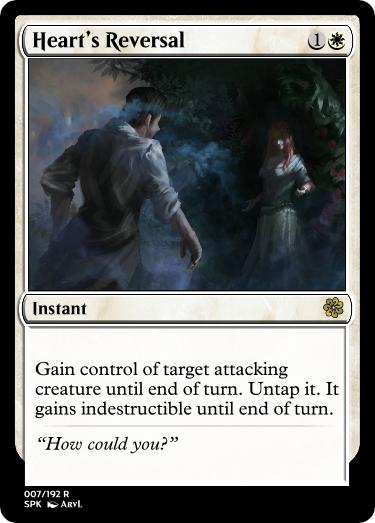 Heart's Reversal 1
Instant
Gain control of target attacking
creature until end of turn. Untap it. It
gains indestructible until end of turn.
“How could you?”
007/192 R
SPK ArvL